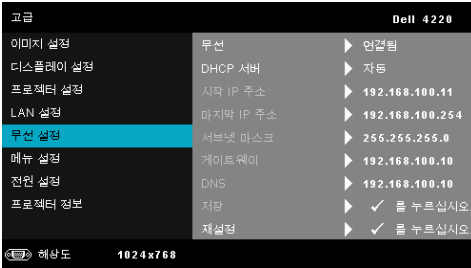 고급 Dell 4220
이미지 설정
디스플레이 설정
프로젝터 설정
LAN 설정
무선 설정
메뉴 설정
전원 설정
프로젝터 정보
무선 연결됨
DHCP 서버 자동
시작 IP 주소 192.168.100.11
마지막 IP 주소 192.168.100.254
서브넷 마스크 255.255.255.0
게이트웨이 192.168.100.10
DNS 192.168.100.10
저장 ✓ 를 누르십시오.
재설정 ✓ 를 누르십시오.
해상도 1024x768